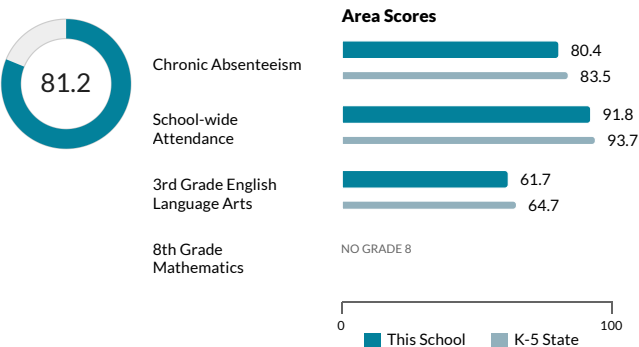 Area Scores
81.2
Chronic Absenteeism
80.4
83.5
School-wide
Attendance
91.8
93.7
3rd Grade English
Language Arts
61.7
64.7
8th Grade
Mathematics
NO GRADE 8
0
100
This School
K-5 State